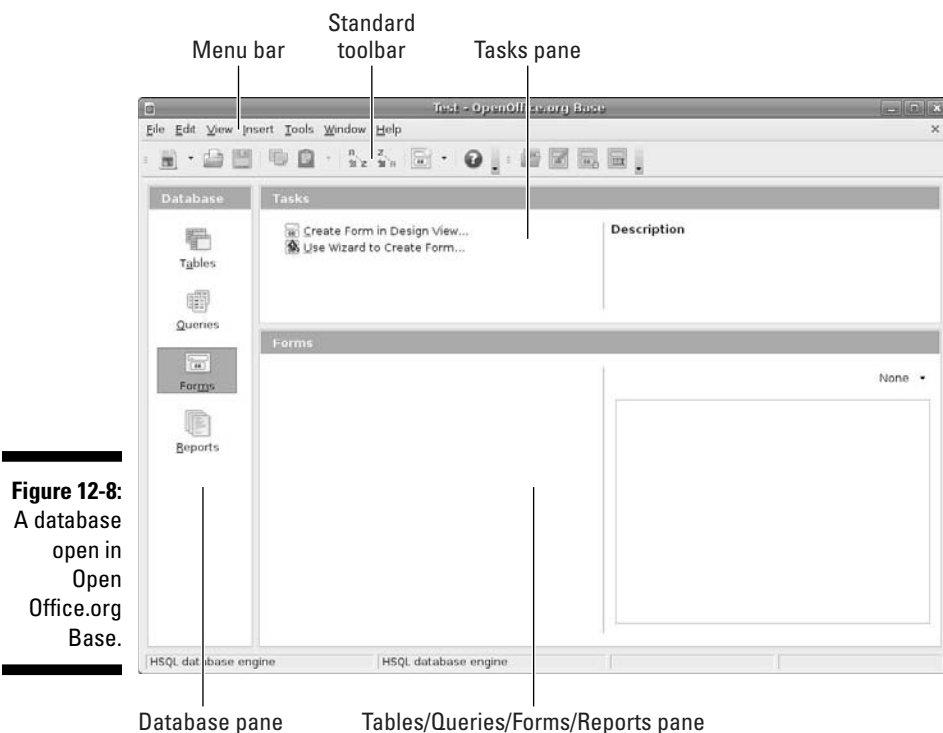 Standard
Menu bar toolbar Tasks pane
Test - OpenOffice.org Base
File Edit View Insert Tools Window Help
Database Tasks
Create Form in Design View...
Use Wizard to Create Form...
Description
Tables
Queries
Forms
None
Forms
Reports
Figure 12-8:
A database
open in
Open
Office.org
Base.
HSQL database engine HSQL database engine
Database pane Tables/Queries/Forms/Reports pane